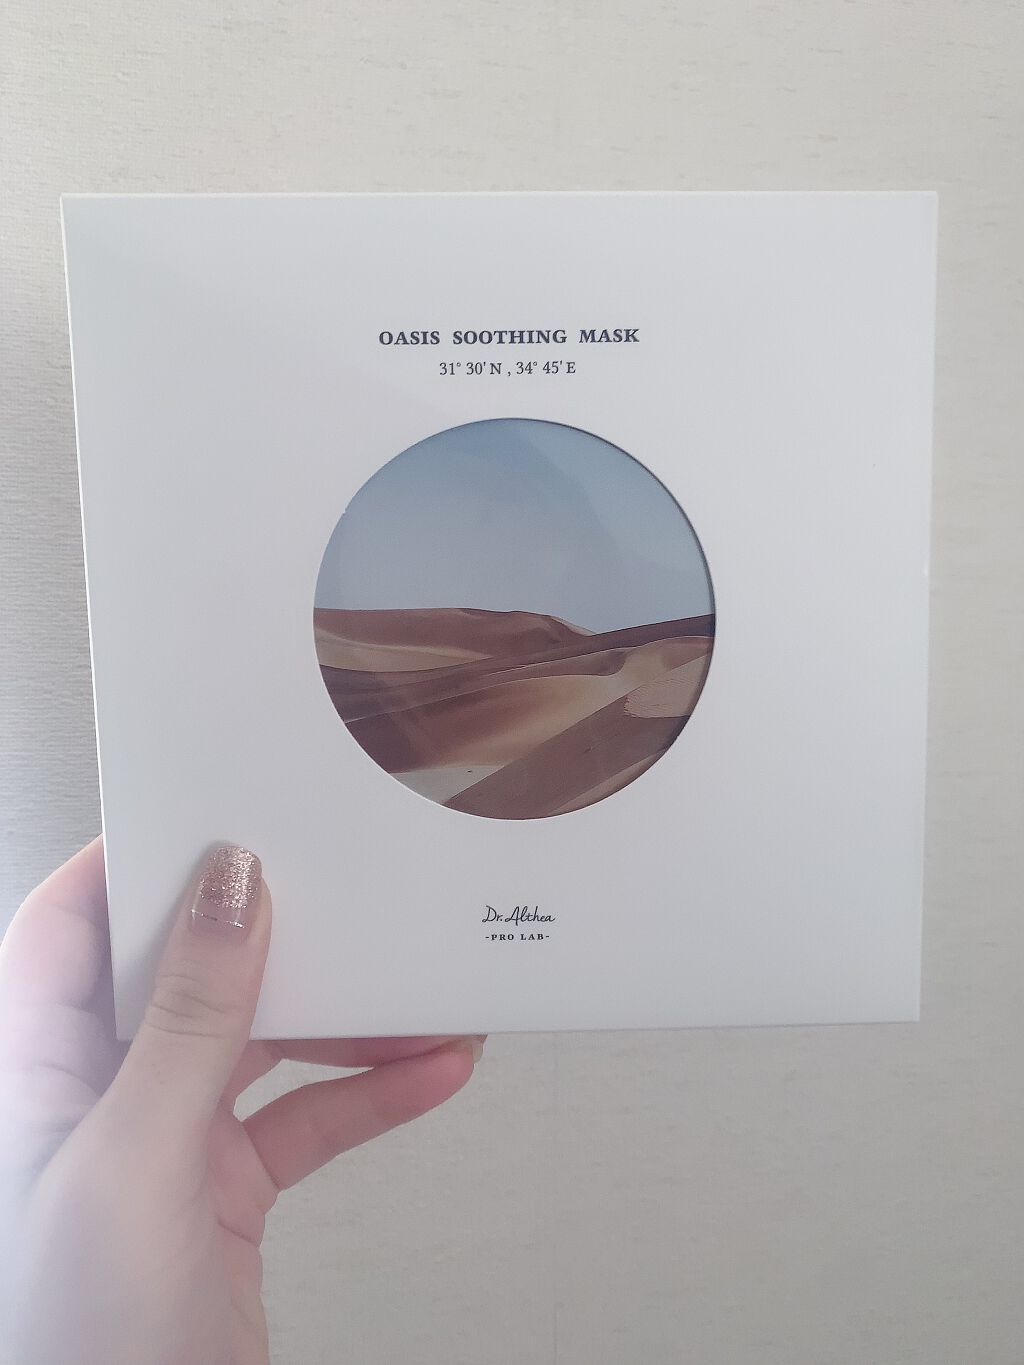 OASIS SOOTHING MASK
31° 30' N , 34° 45' E
Dr. Althea
-PRO LAB-